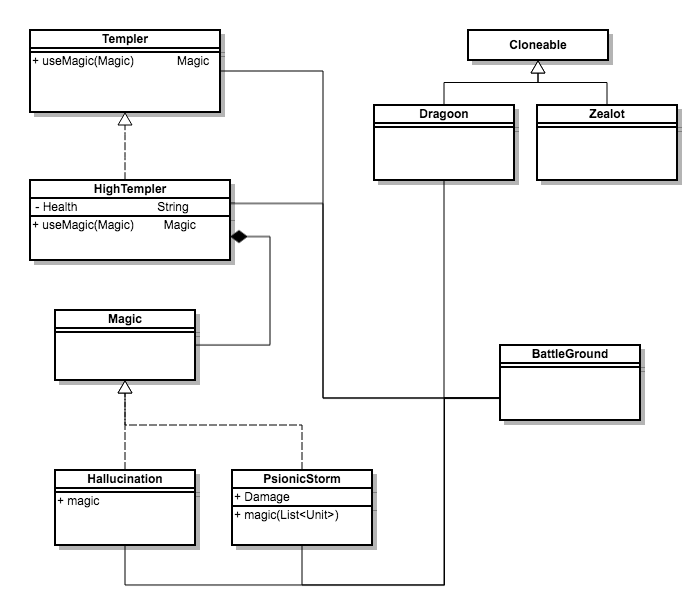 Templer
+ useMagic(Magic) Magic
Cloneable
Dragoon
Zealot
HighTempler
- Health String
+ useMagic(Magic) Magic
Magic
BattleGround
Hallucination
+ magic
PsionicStorm
+ Damage
+ magic(List<Unit>)